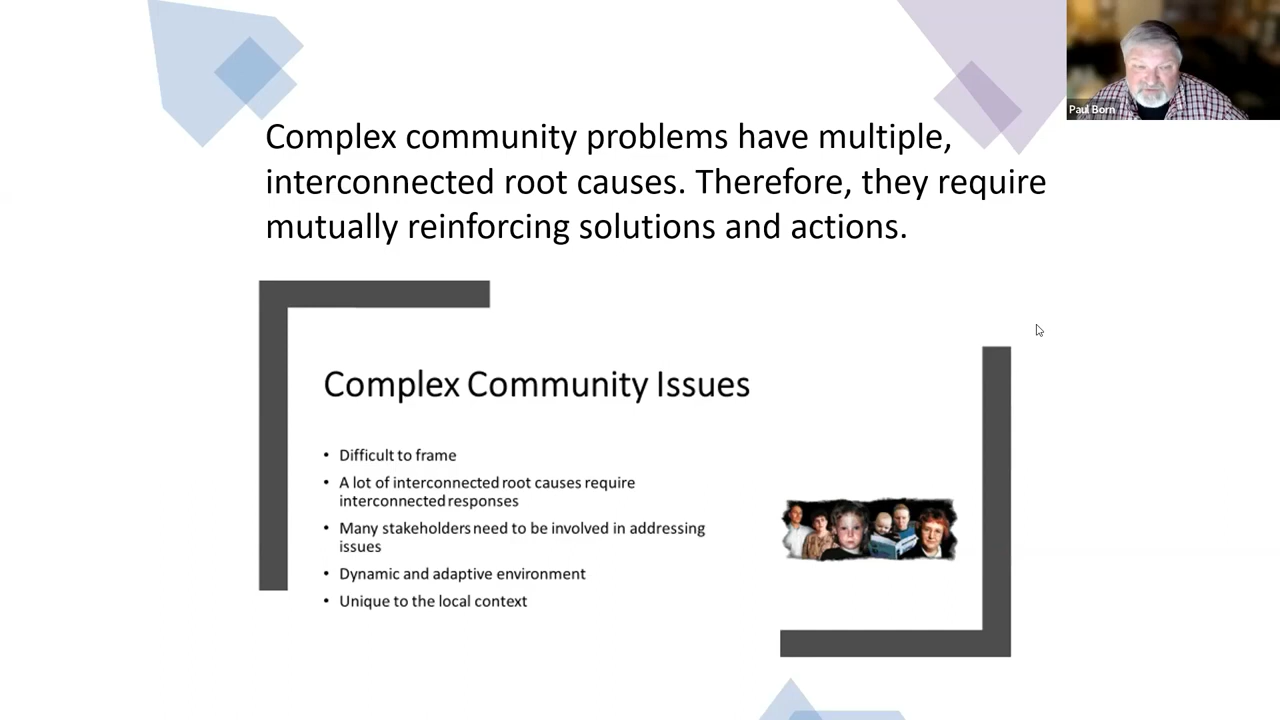 Complex community problems have multiple,
interconnected root causes. Therefore, they require
mutually reinforcing solutions and actions.
Paul Born
Complex Community Issues
• Difficult to frame
• A lot of interconnected root causes require
interconnected responses
• Many stakeholders need to be involved in addressing
issues
• Dynamic and adaptive environment
• Unique to the local context